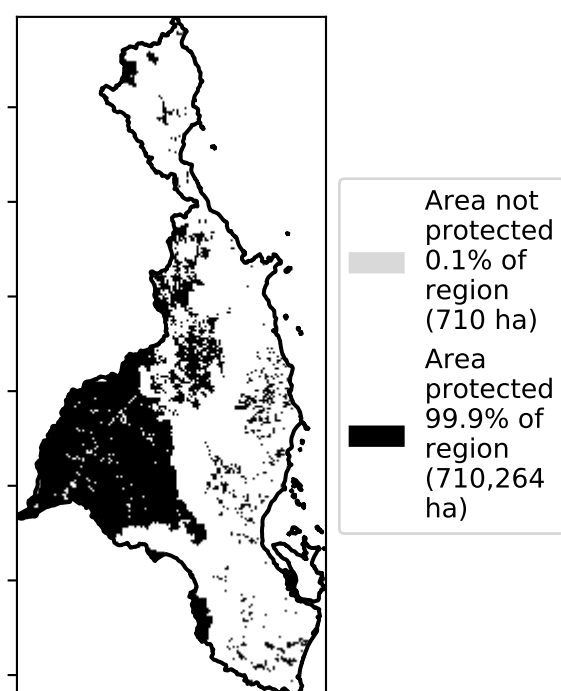 Area not
protected
0.1% of
region
(710 ha)
Area
protected
99.9% of
region
(710,264
ha)